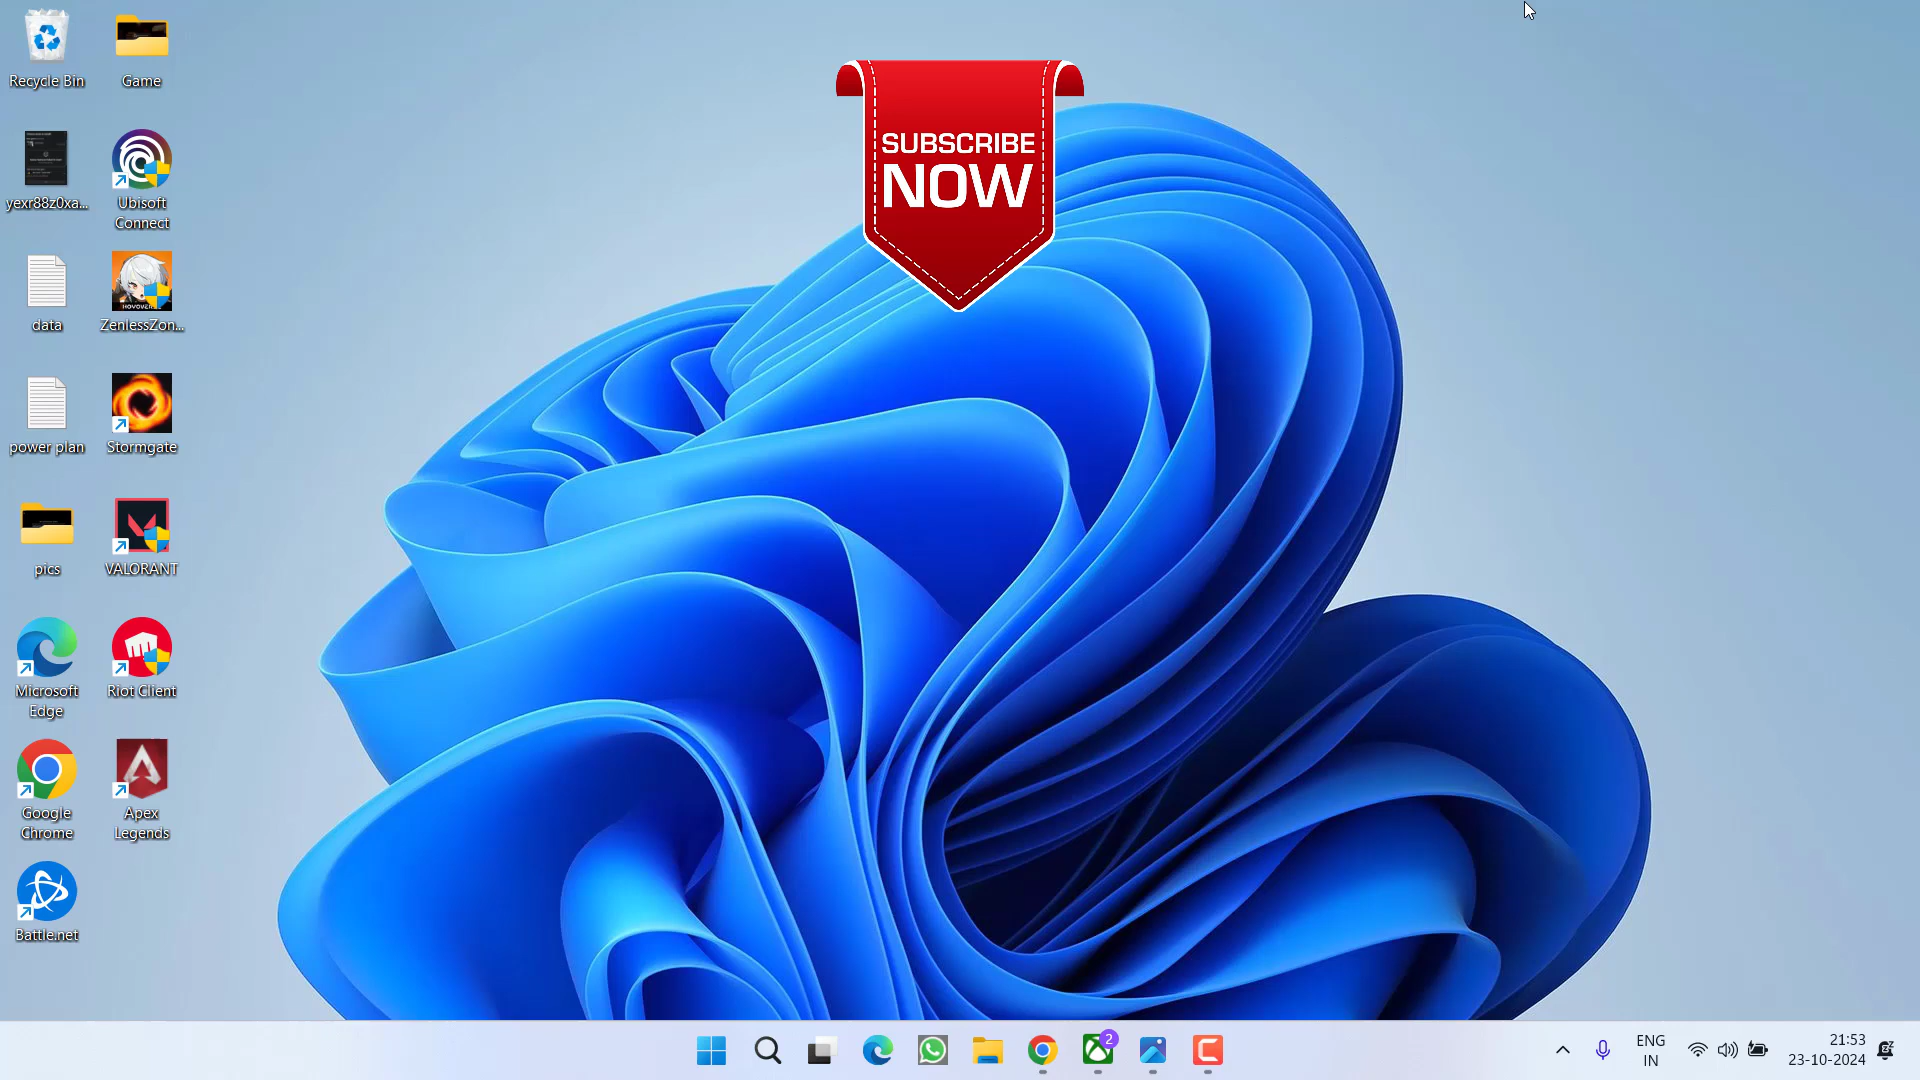 SUBSCRIBE
NOW
Recycle Bin
Game
yexr88z0xa...
Ubisoft
Connect
data
ZenlessZon...
power plan
Stormgate
pics
VALORANT
Microsoft
Edge
Riot Client
Google
Chrome
Apex
Legends
Battle.net
2
ENG
IN
21:53
23-10-2024